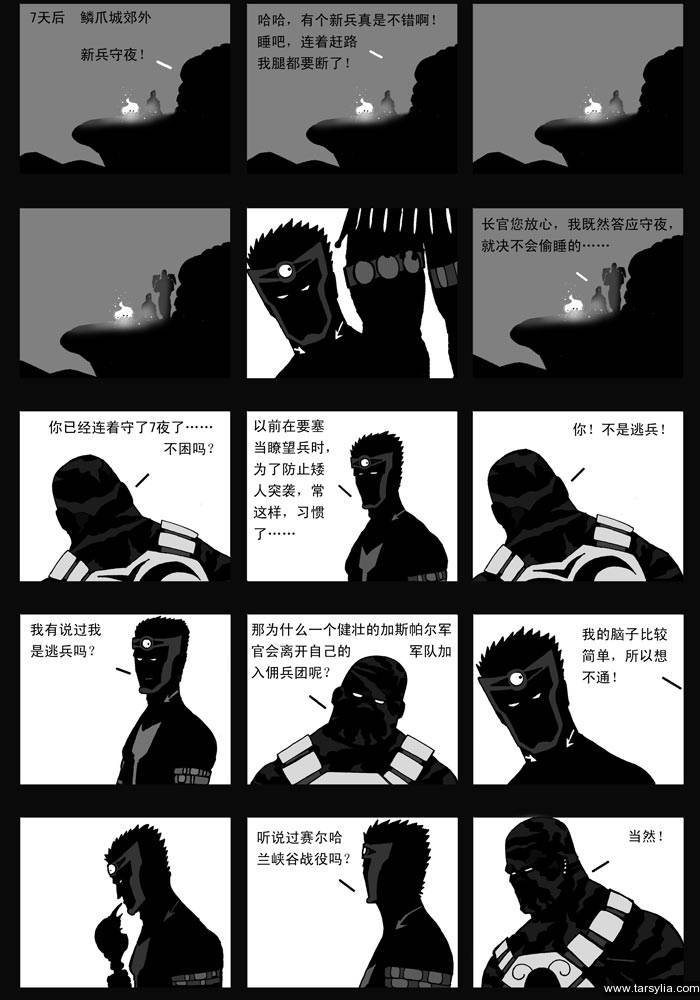 7天后 鳞爪城郊外
新兵守夜！
哈哈，有个新兵真是不错啊！
睡吧，连着赶路
我腿都要断了！
长官您放心，我既然答应守夜，
就决不会偷睡的……
你已经连着守了7夜了……
不困吗？
以前在要塞
当瞭望兵时，
为了防止矮
人突袭，常
这样，习惯
了……
你！不是逃兵！
我有说过我
是逃兵吗？
那为什么一个健壮的加斯帕尔军
官会离开自己的 军队加
入佣兵团呢？
我的脑子比较
简单，所以想
不通！
听说过赛尔哈
兰峡谷战役吗？
当然！
www.tarsylia.com